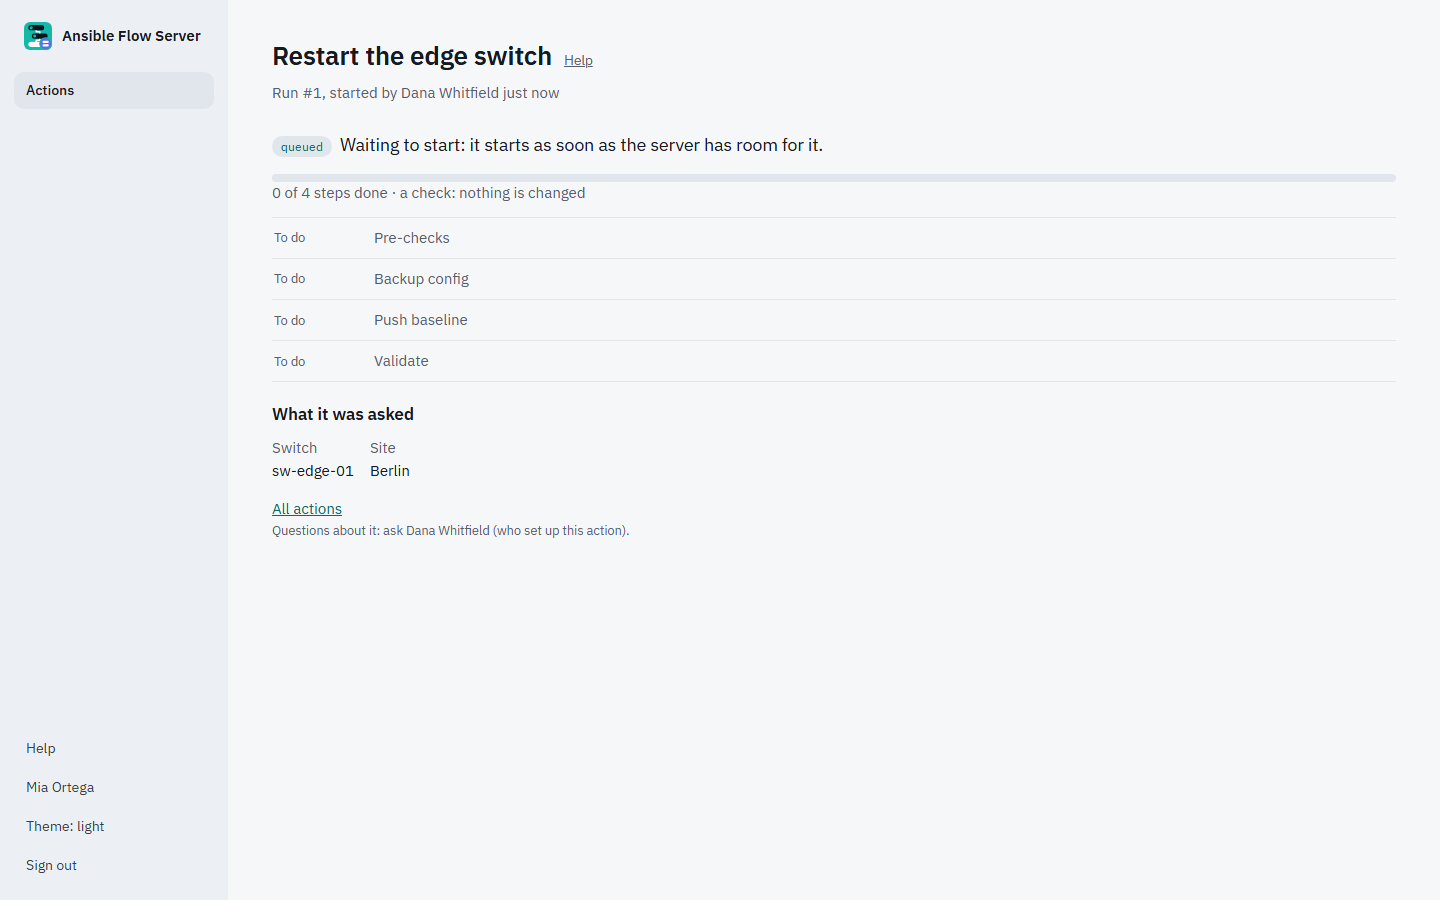 Ansible Flow Server
Actions
Restart the edge switch Help
Run #1, started by Dana Whitfield just now
queued Waiting to start: it starts as soon as the server has room for it.
0 of 4 steps done · a check: nothing is changed
To do Pre-checks
To do Backup config
To do Push baseline
To do Validate
What it was asked
Switch Site
sw-edge-01 Berlin
All actions
Questions about it: ask Dana Whitfield (who set up this action).
Help
Mia Ortega
Theme: light
Sign out